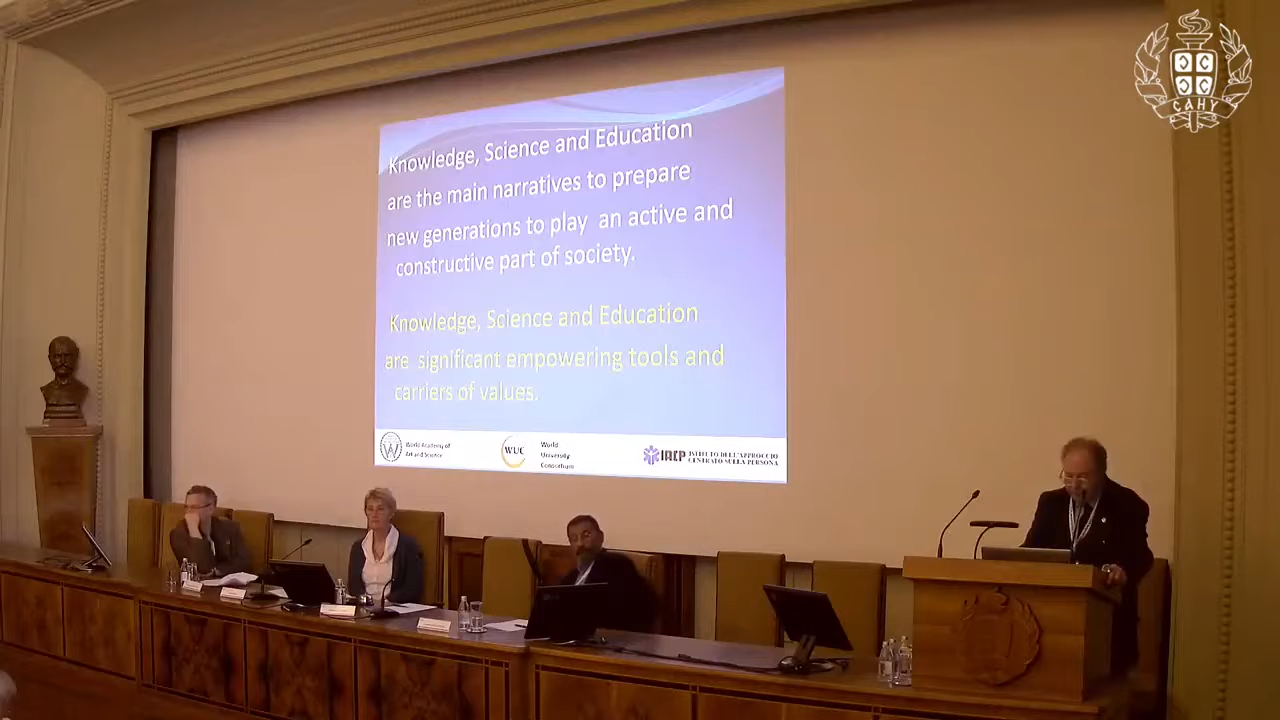 Knowledge, Science and Education
are the main narratives to prepare
new generations to play an active and
constructive part of society.
Knowledge, Science and Education
are significant empowering tools and
carriers of values.
World Academy of
Art and Science
WUC
World
University
Consortium
IACP
ISTITUTO DELL'APPROCCIO
CENTRATO SULLA PERSONA
САНУ